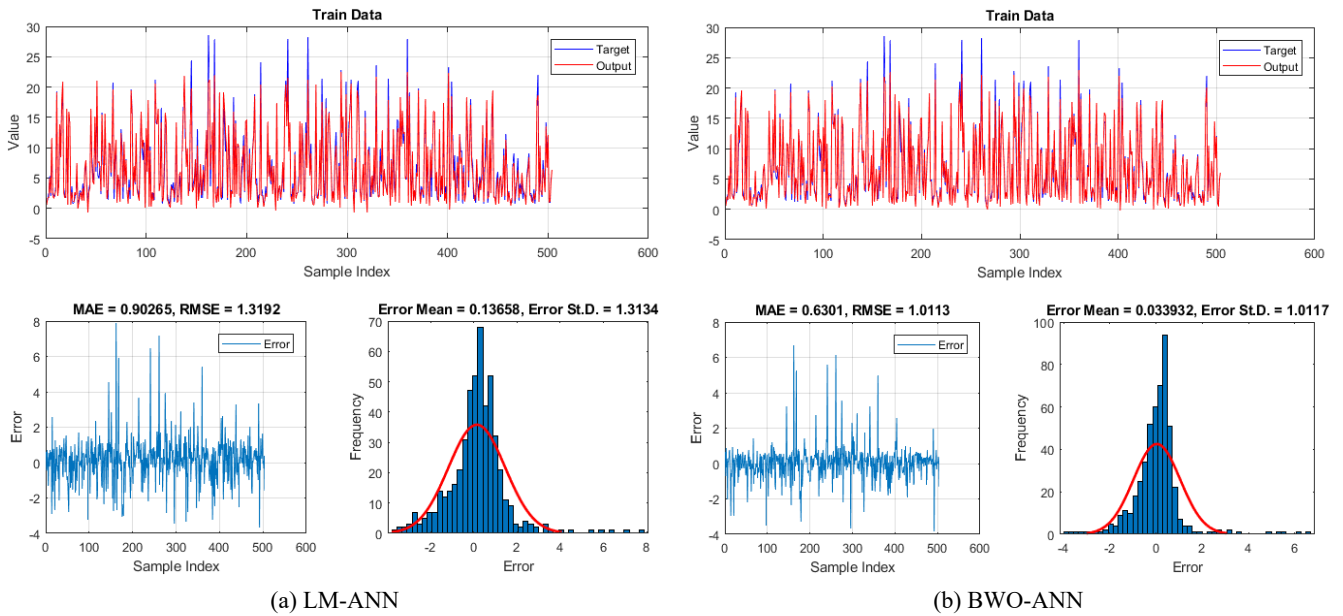 Train Data
30
25
20
15
10
5
0
-5
Value
Target
Output
0 100 200 300 400 500 600
Sample Index
MAE = 0.90265, RMSE = 1.3192
8
6
4
2
0
-2
-4
Error
Error
0 100 200 300 400 500 600
Sample Index
Error Mean = 0.13658, Error St.D. = 1.3134
70
60
50
40
30
20
10
0
Frequency
-2 0 2 4 6 8
Error
(a) LM-ANN
Train Data
30
25
20
15
10
5
0
-5
Value
Target
Output
0 100 200 300 400 500 600
Sample Index
MAE = 0.6301, RMSE = 1.0113
8
6
4
2
0
-2
-4
Error
Error
0 100 200 300 400 500 600
Sample Index
Error Mean = 0.033932, Error St.D. = 1.0117
100
80
60
40
20
0
Frequency
-4 -2 0 2 4 6
Error
(b) BWO-ANN